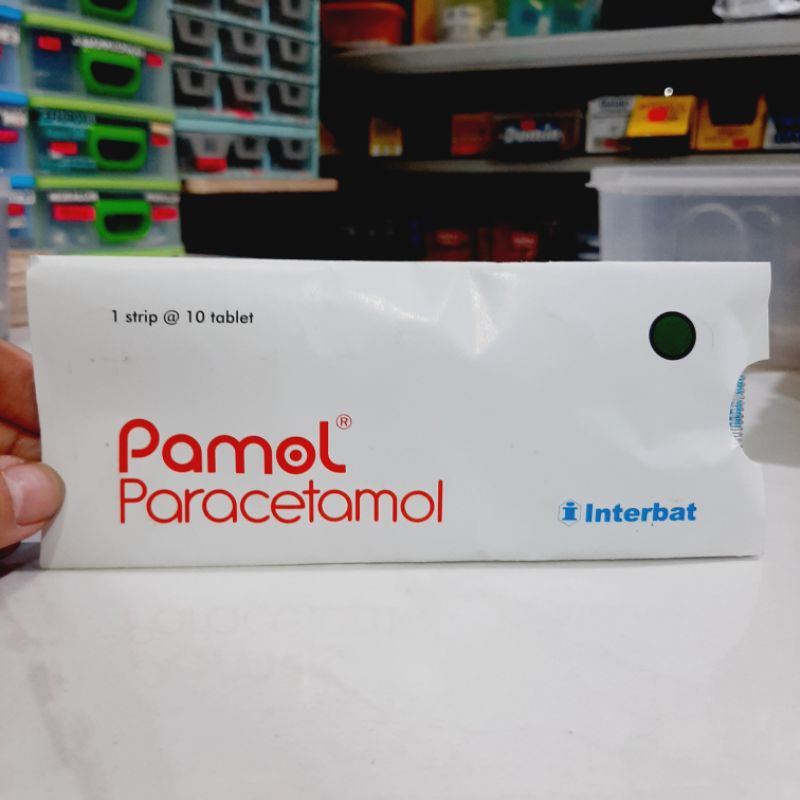 1 strip @ 10 tablet
Pamol®
Paracetamol
Interbat